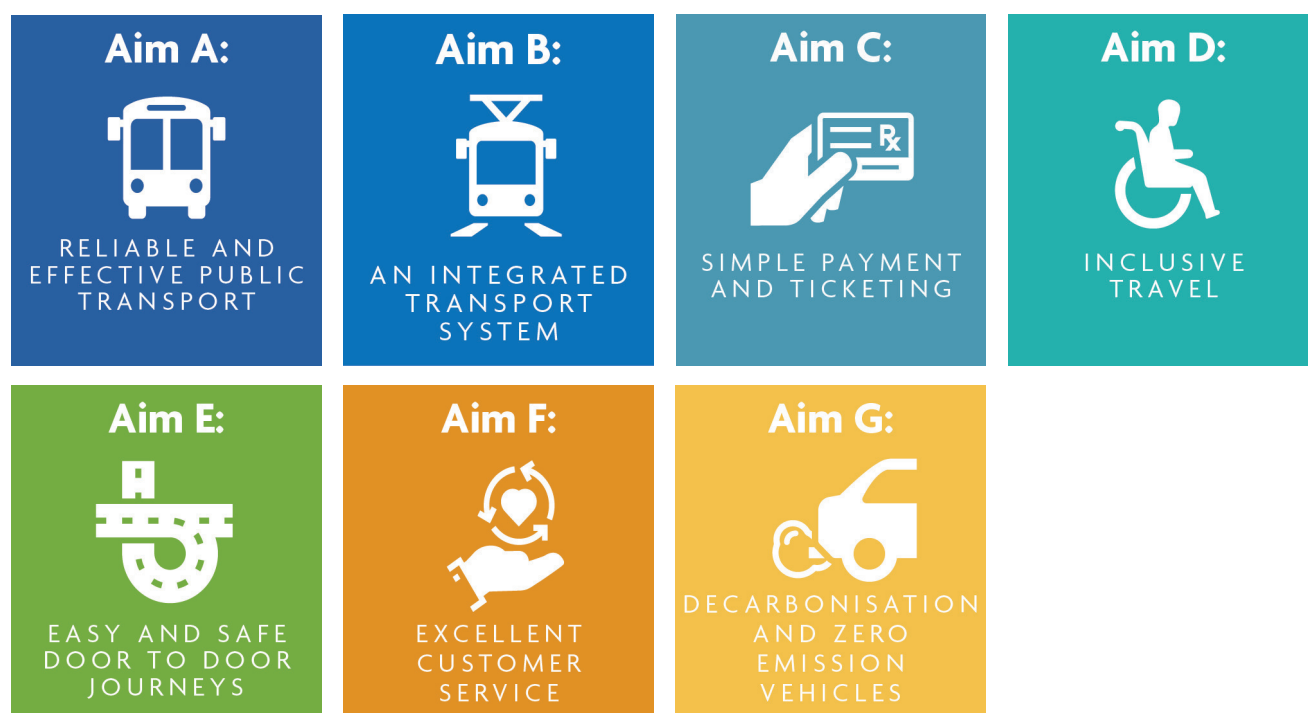 Aim A:
RELIABLE AND
EFFECTIVE PUBLIC
TRANSPORT
Aim B:
AN INTEGRATED
TRANSPORT
SYSTEM
Aim C:
Rx
SIMPLE PAYMENT
AND TICKETING
Aim D:
INCLUSIVE
TRAVEL
Aim E:
EASY AND SAFE
DOOR TO DOOR
JOURNEYS
Aim F:
EXCELLENT
CUSTOMER
SERVICE
Aim G:
DECARBONISATION
AND ZERO
EMISSION
VEHICLES